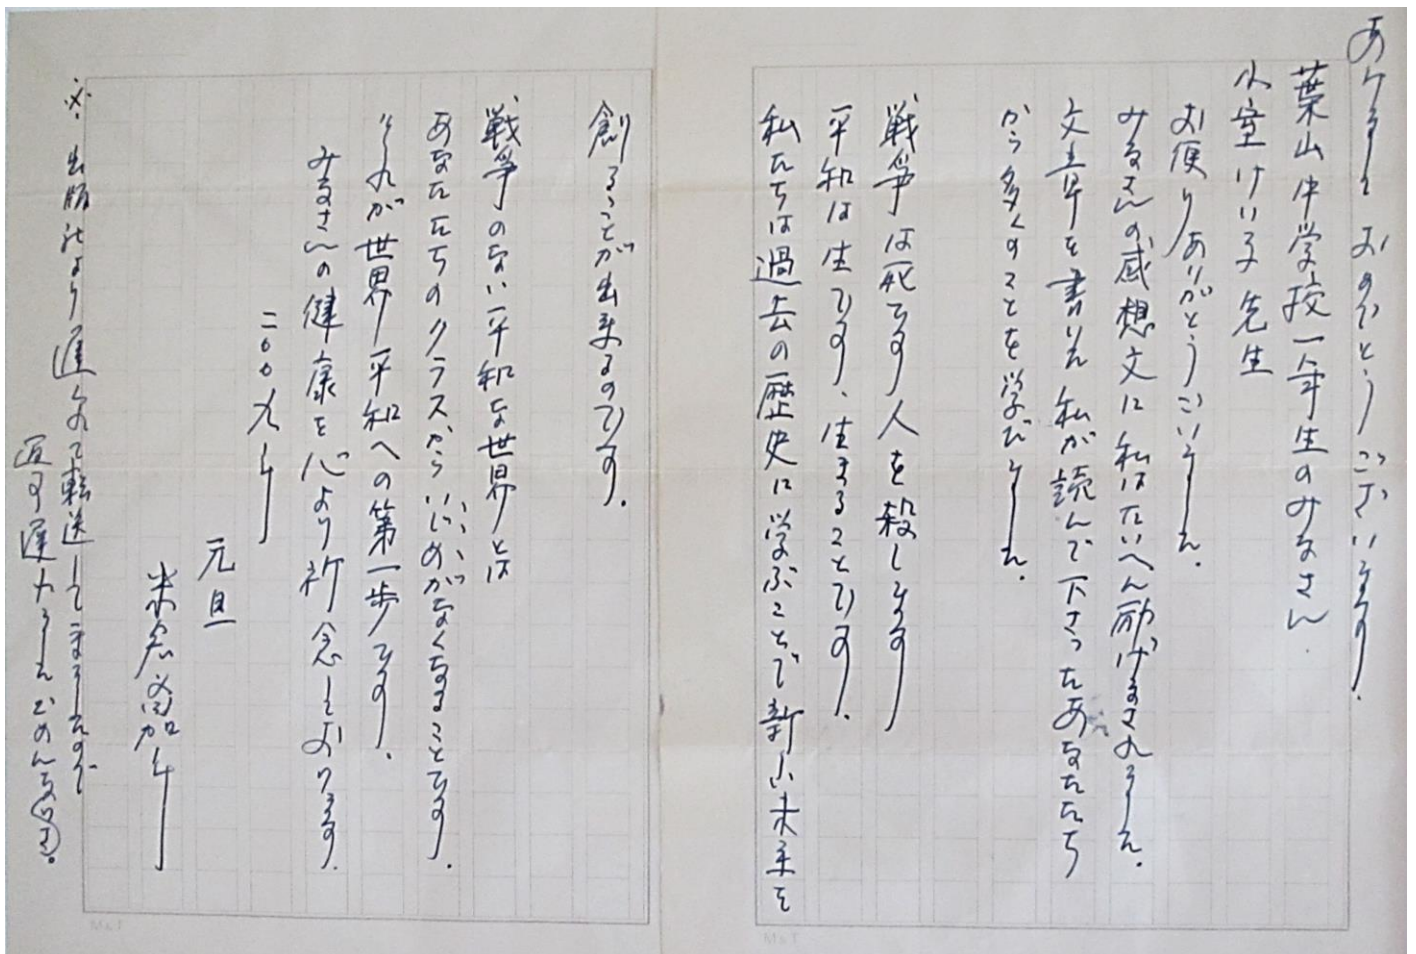 あけましておめでとうございます.
葉山中学校一年生のみなさん
小室けい子先生
お便りありがとうございました.
みなさんの感想文に私はたいへん励げまされました.
文章を書いた私が読んで下さったあなたたち
から多くのことを学びました.
戦争は死です人を殺します
平和は生です、生きることです.
私たちは過去の歴史に学ぶことで新しい未来を
創ることが出来るのです.
戦争のない平和な世界とは
あなたたちのクラスからいじめがなくなることです.
それが世界平和への第一歩です.
みなさんの健康を心より祈念しております.
二〇〇九年
元旦
米倉斉加年
※.出版社より遅れて転送してきましたので
返事遅れましたごめんなさい。
M&T